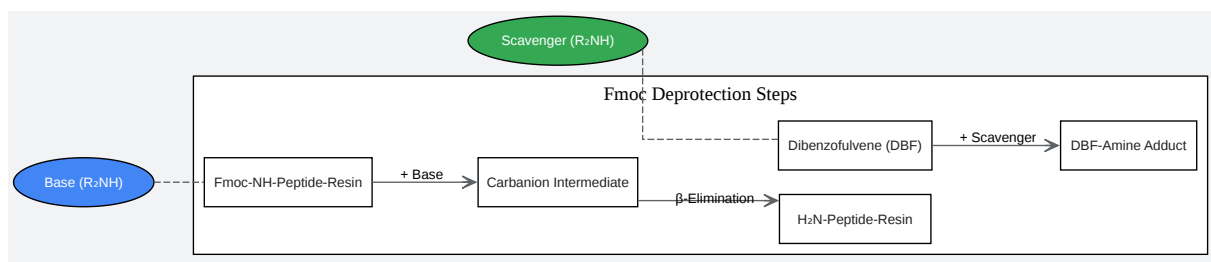 Scavenger (R₂NH)
Fmoc Deprotection Steps
Dibenzofulvene (DBF)
+ Scavenger
DBF-Amine Adduct
Base (R₂NH)
Fmoc-NH-Peptide-Resin
+ Base
Carbanion Intermediate
β-Elimination
H₂N-Peptide-Resin